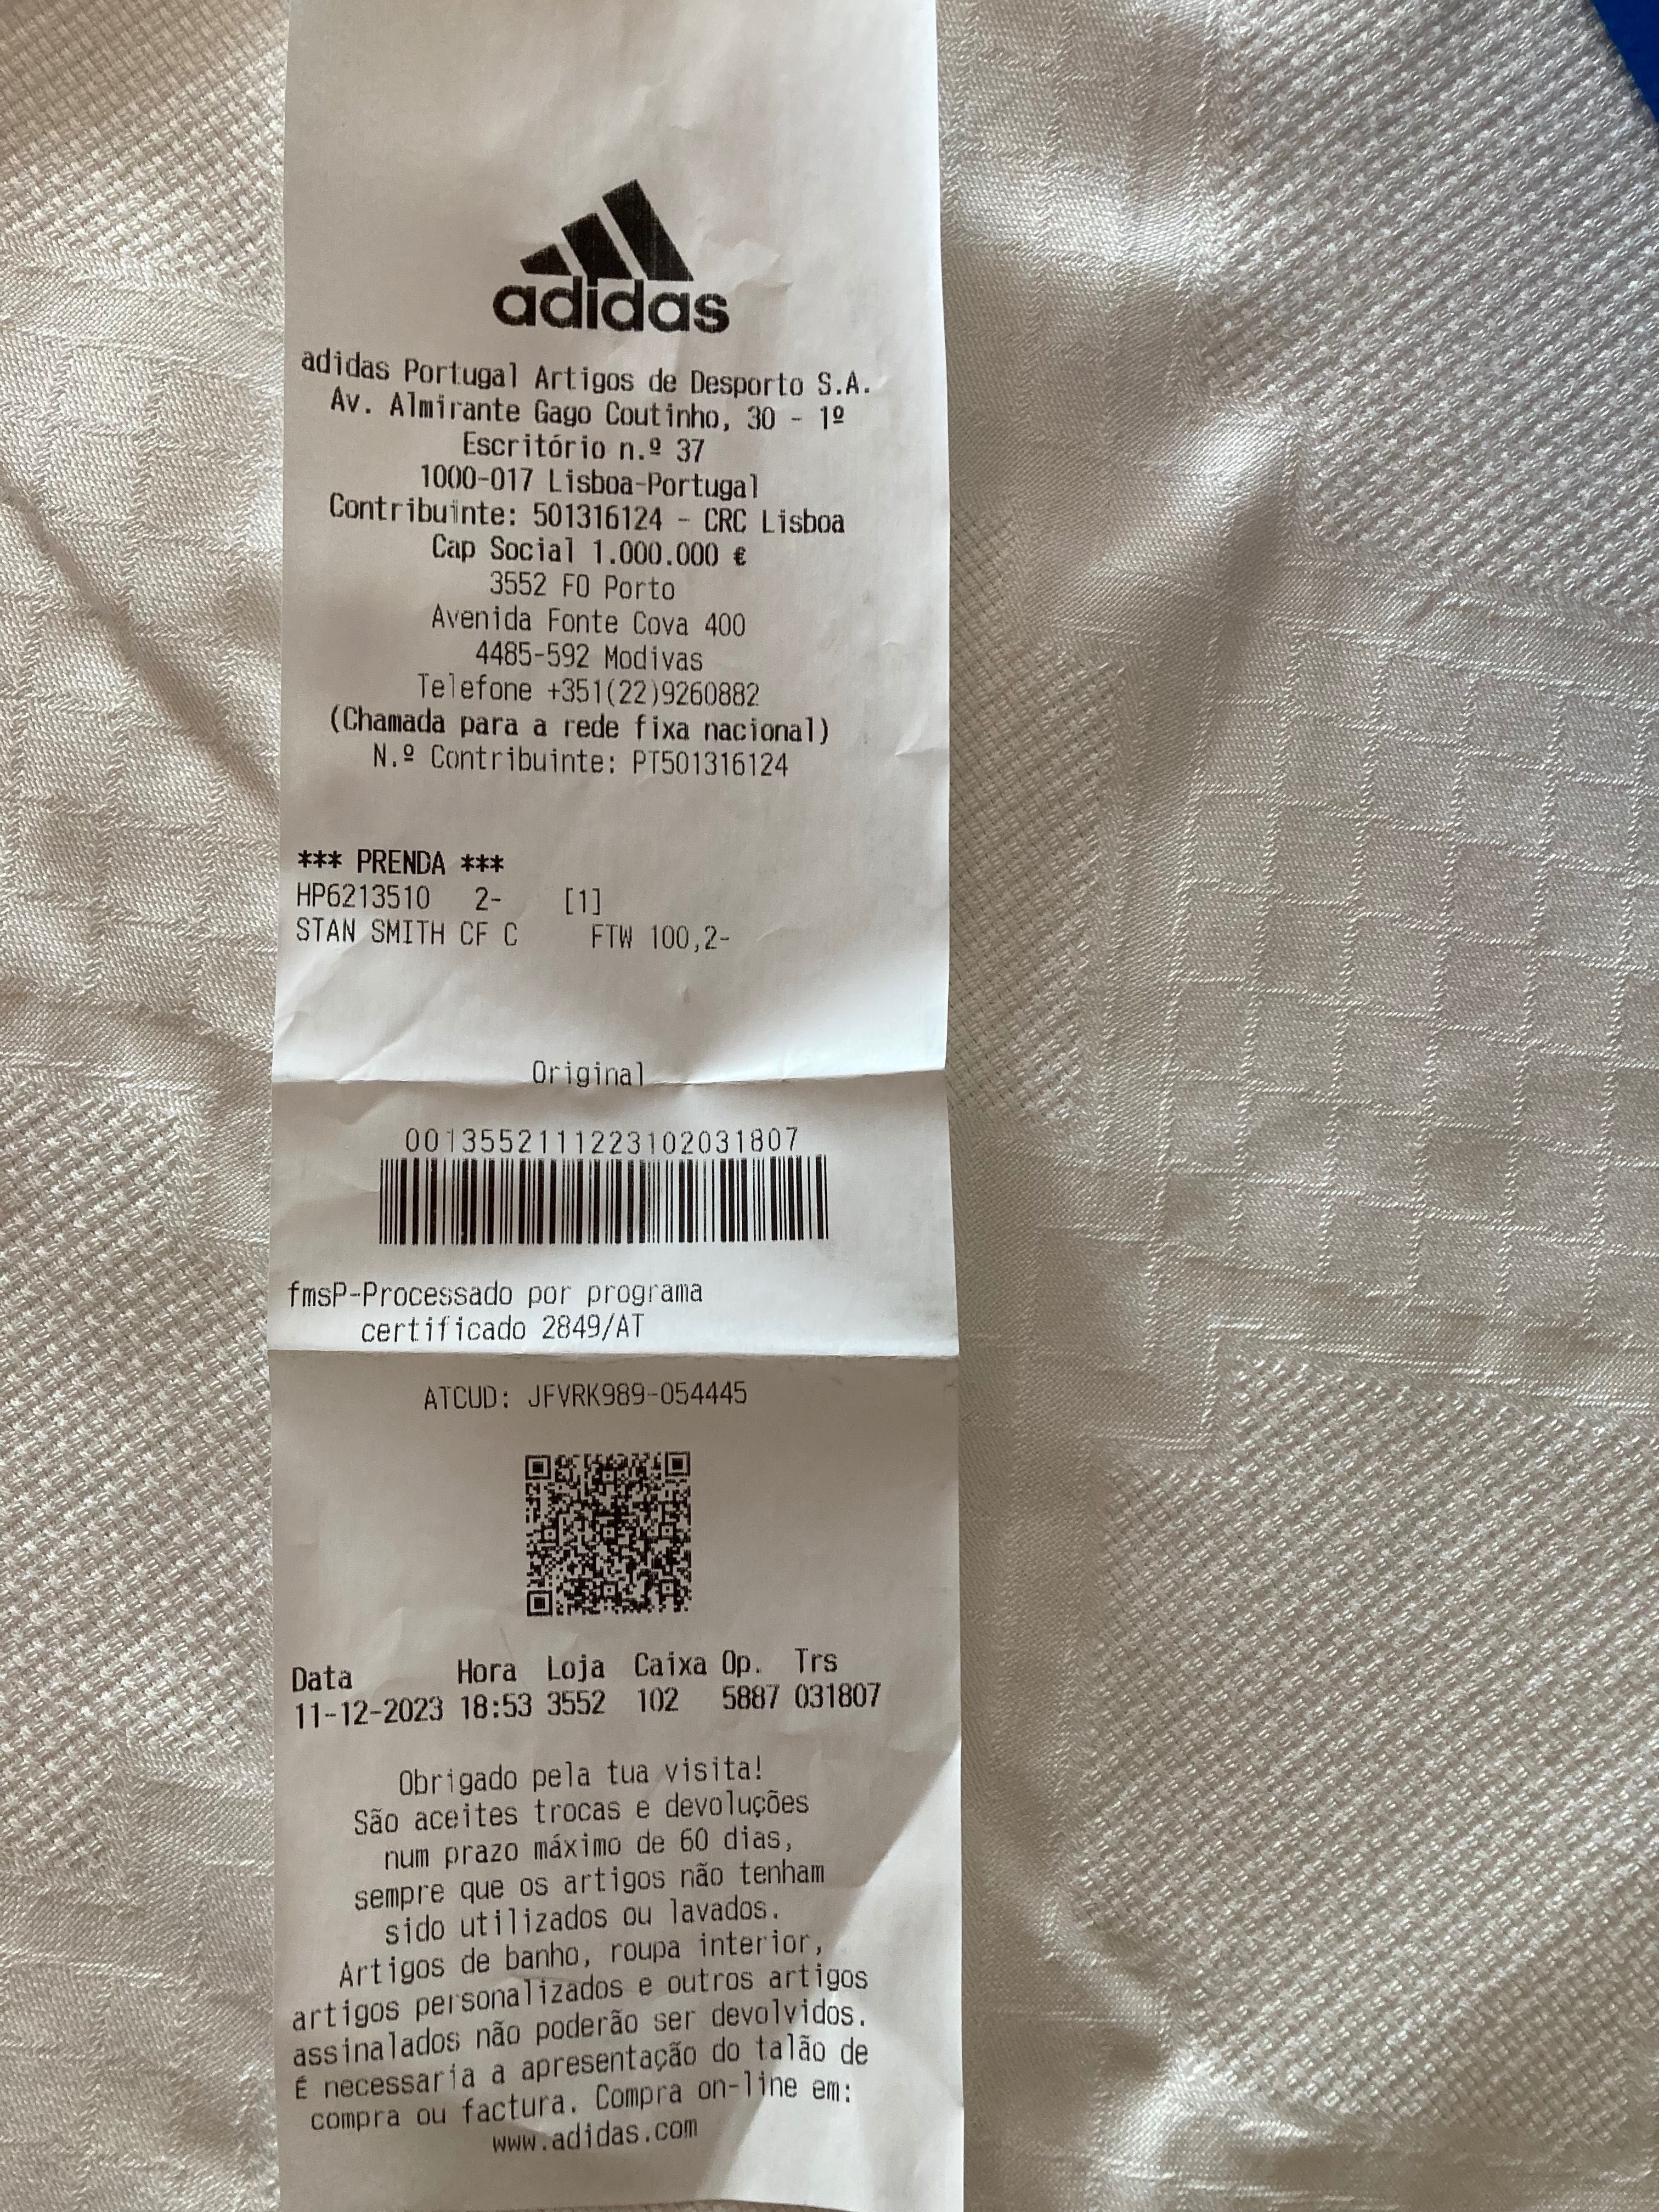 adidas
adidas Portugal Artigos de Desporto S.A.
Av. Almirante Gago Coutinho, 30 - 1º
Escritório n.º 37
1000-017 Lisboa-Portugal
Contribuinte: 501316124 - CRC Lisboa
Cap Social 1.000.000 €
3552 FO Porto
Avenida Fonte Cova 400
4485-592 Modivas
Telefone +351(22)9260882
(Chamada para a rede fixa nacional)
N.º Contribuinte: PT501316124
*** PRENDA ***
HP6213510 2- [1]
STAN SMITH CF C FTW 100,2-
Original
0013552111223102031807
fmsP-Processado por programa
certificado 2849/AT
ATCUD: JFVRK989-054445
Data Hora Loja Caixa Op. Trs
11-12-2023 18:53 3552 102 5887 031807
Obrigado pela tua visita!
São aceites trocas e devoluções
num prazo máximo de 60 dias,
sempre que os artigos não tenham
sido utilizados ou lavados.
Artigos de banho, roupa interior,
artigos personalizados e outros artigos
assinalados não poderão ser devolvidos.
É necessaria a apresentação do talão de
compra ou factura. Compra on-line em:
www.adidas.com